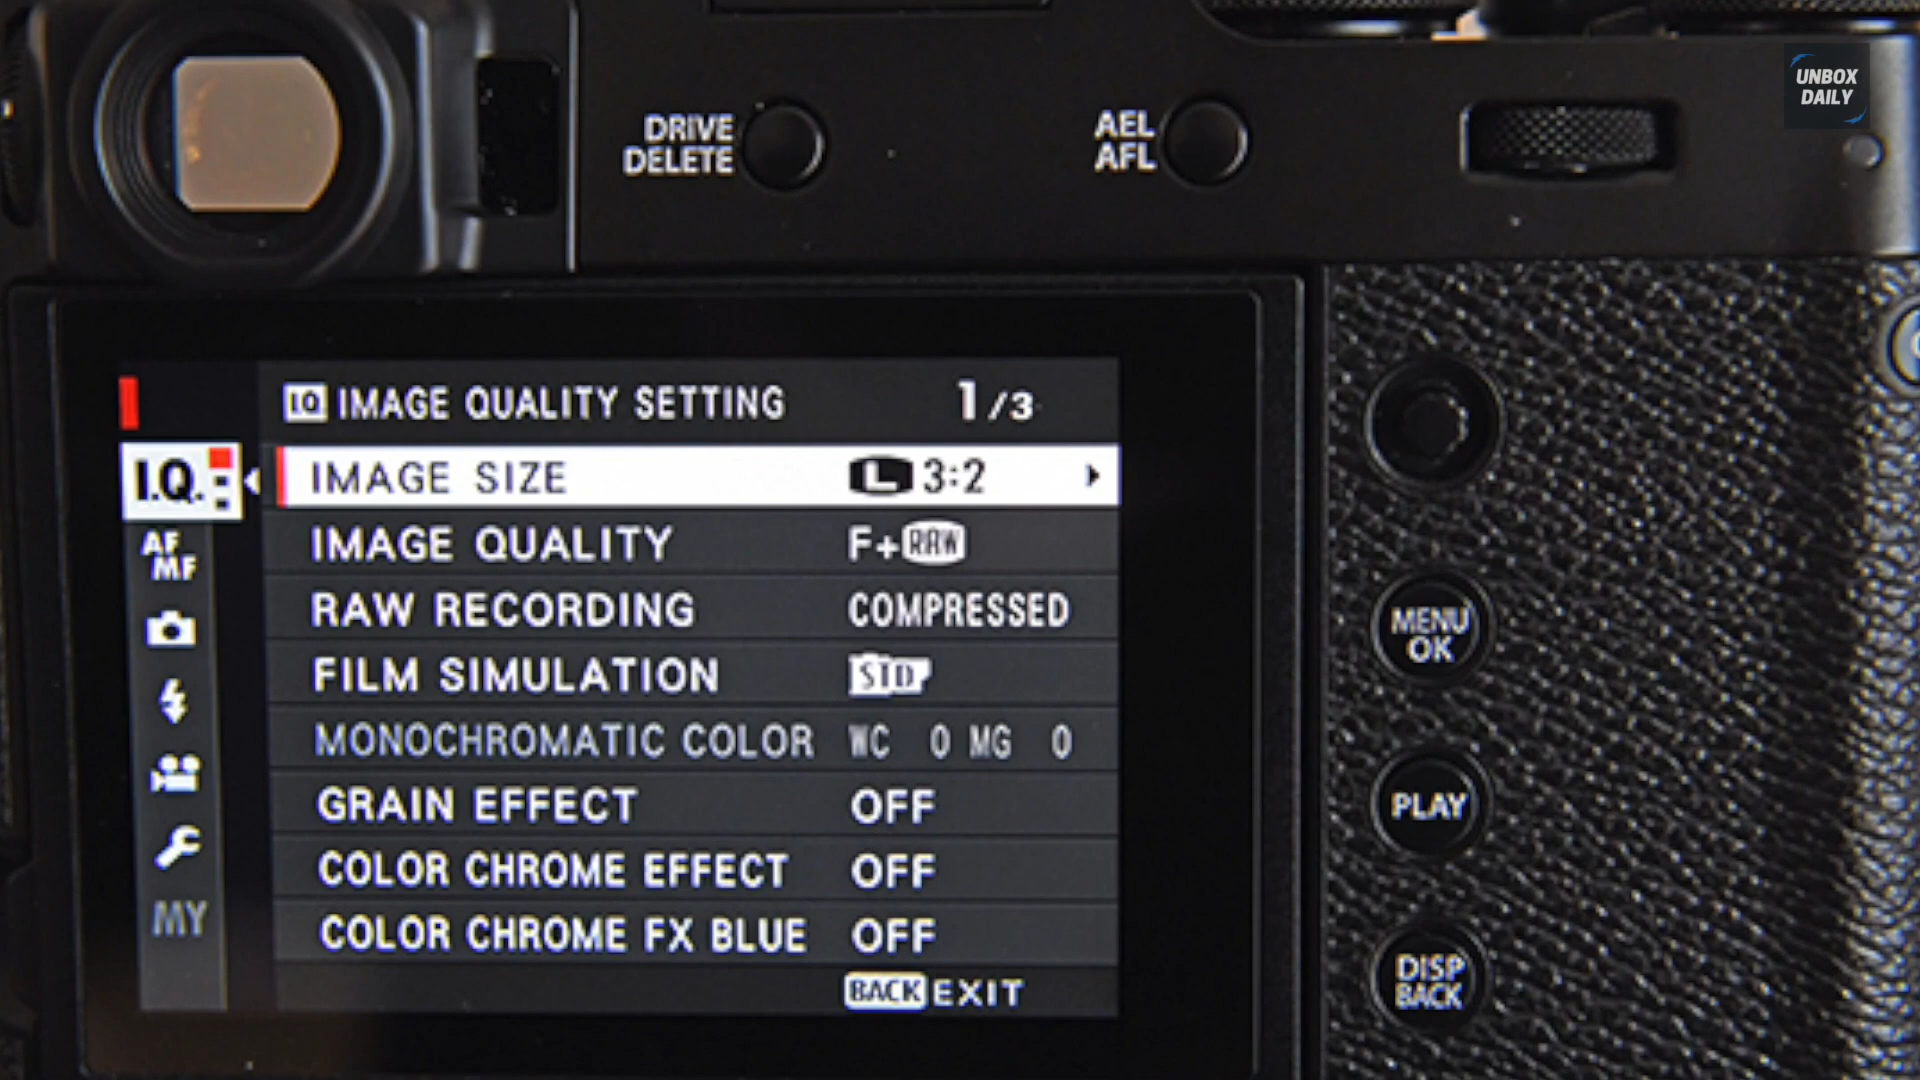 UNBOX
DAILY
DRIVE
DELETE
AEL
AFL
I.Q. IMAGE QUALITY SETTING 1/3
I.Q.
IMAGE SIZE L 3:2
IMAGE QUALITY F+RAW
AF
MF
RAW RECORDING COMPRESSED
FILM SIMULATION STD
MONOCHROMATIC COLOR WC 0 MG 0
GRAIN EFFECT OFF
COLOR CHROME EFFECT OFF
MY
COLOR CHROME FX BLUE OFF
BACK EXIT
MENU
OK
PLAY
DISP
BACK